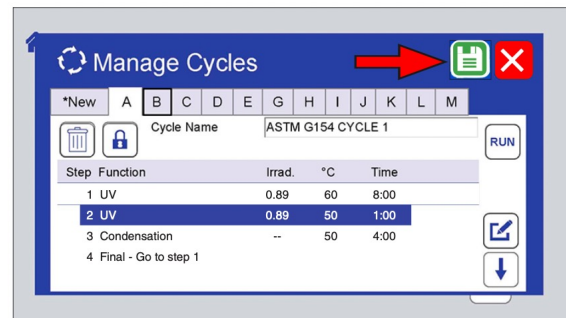 Manage Cycles
*New A B C D E G H I J K L M
Cycle Name ASTM G154 CYCLE 1
RUN
Step Function Irrad. °C Time
1 UV 0.89 60 8:00
2 UV 0.89 50 1:00
3 Condensation -- 50 4:00
4 Final - Go to step 1